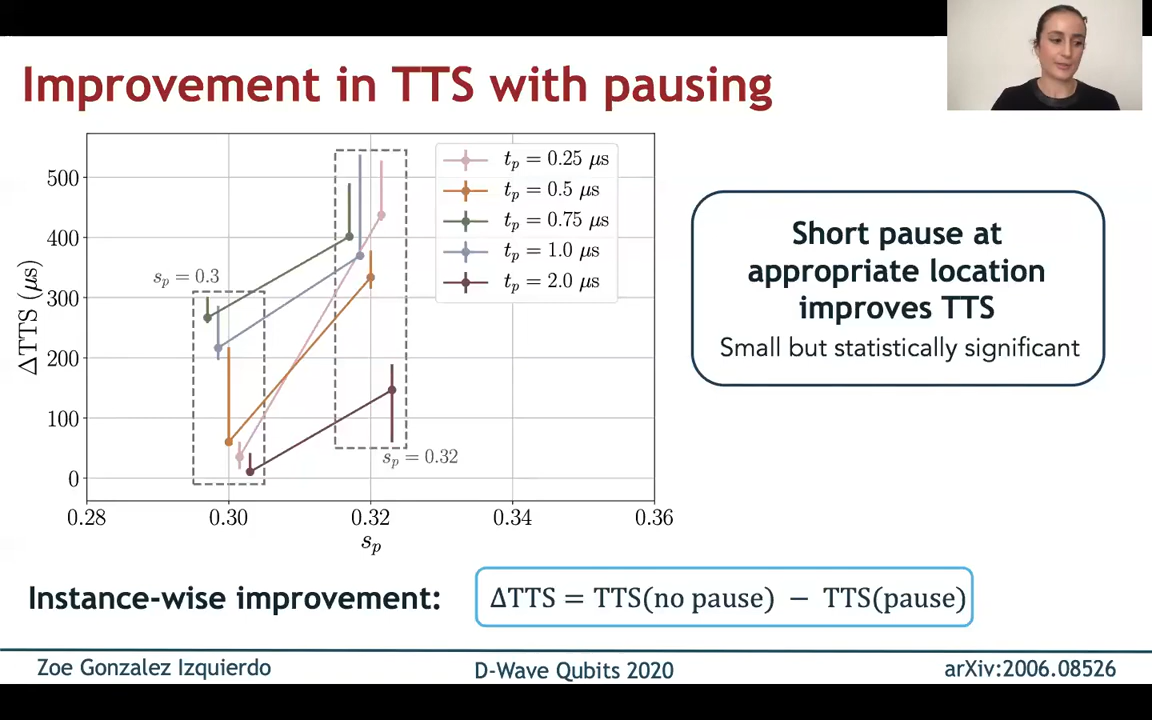 Improvement in TTS with pausing
500
400
300
200
100
0
ΔTTS (μs)
0.28
0.30
0.32
0.34
0.36
s_p
s_p = 0.3
s_p = 0.32
t_p = 0.25 μs
t_p = 0.5 μs
t_p = 0.75 μs
t_p = 1.0 μs
t_p = 2.0 μs
Short pause at
appropriate location
improves TTS
Small but statistically significant
Instance-wise improvement:
ΔTTS = TTS(no pause) − TTS(pause)
Zoe Gonzalez Izquierdo
D-Wave Qubits 2020
arXiv:2006.08526